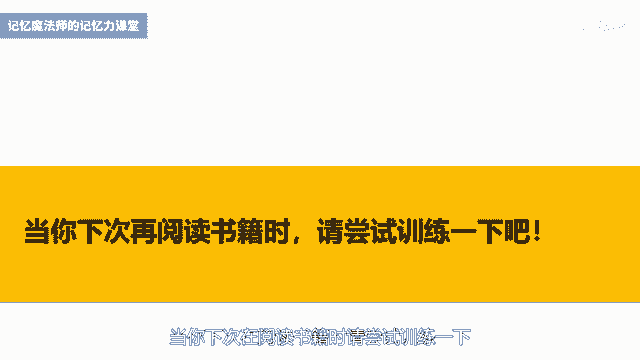 记忆魔法师的记忆力课堂
当你下次再阅读书籍时，请尝试训练一下吧！
当你下次在阅读书籍时请尝试训练一下